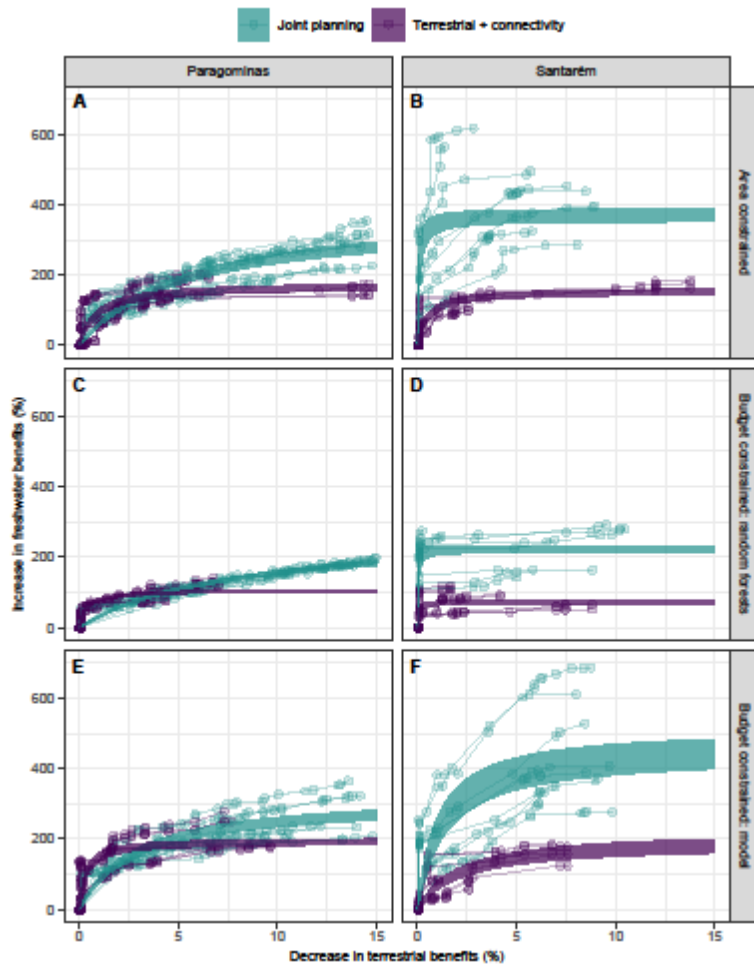 Joint planning
Terrestrial + connectivity
Paragominas
Santarém
A
B
600
400
200
0
Area constrained
C
D
600
400
200
0
Budget constrained: random forests
E
F
600
400
200
0
Budget constrained: model
0
5
10
15
0
5
10
15
Increase in freshwater benefits (%)
Decrease in terrestrial benefits (%)